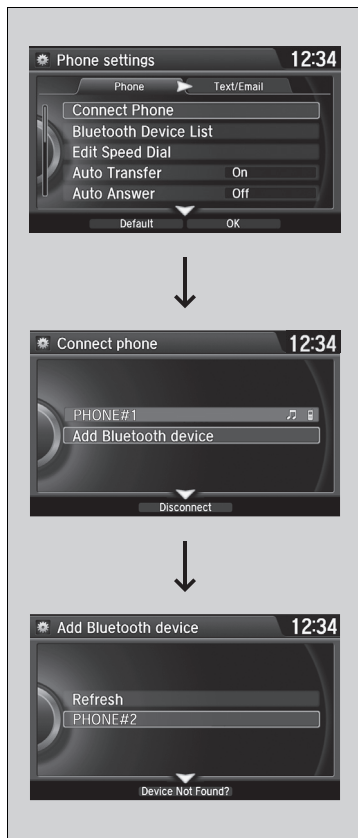 Phone settings 12:34
Phone Text/Email
Connect Phone
Bluetooth Device List
Edit Speed Dial
Auto Transfer On
Auto Answer Off
Default OK
Connect phone 12:34
PHONE#1
Add Bluetooth device
Disconnect
Add Bluetooth device 12:34
Refresh
PHONE#2
Device Not Found?